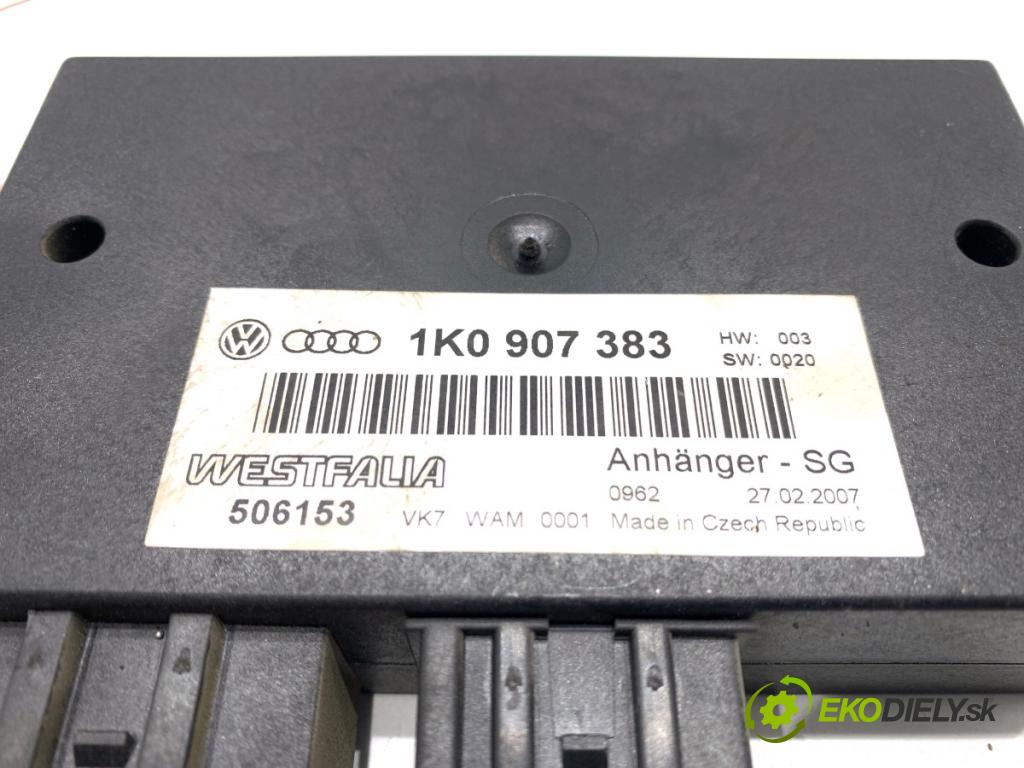 1K0 907 383 HW: 003
SW: 0020
WESTFALIA Anhänger - SG
506153 0962 27.02.2007
VK7 WAM 0001 Made in Czech Republic
EKODIELY.sk